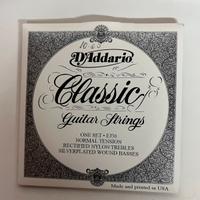 D'Addario
Classic
Guitar Strings
ONE SET • EJ36
NORMAL TENSION
RECTIFIED NYLON TREBLES
SILVERPLATED WOUND BASSES
Made and printed in USA